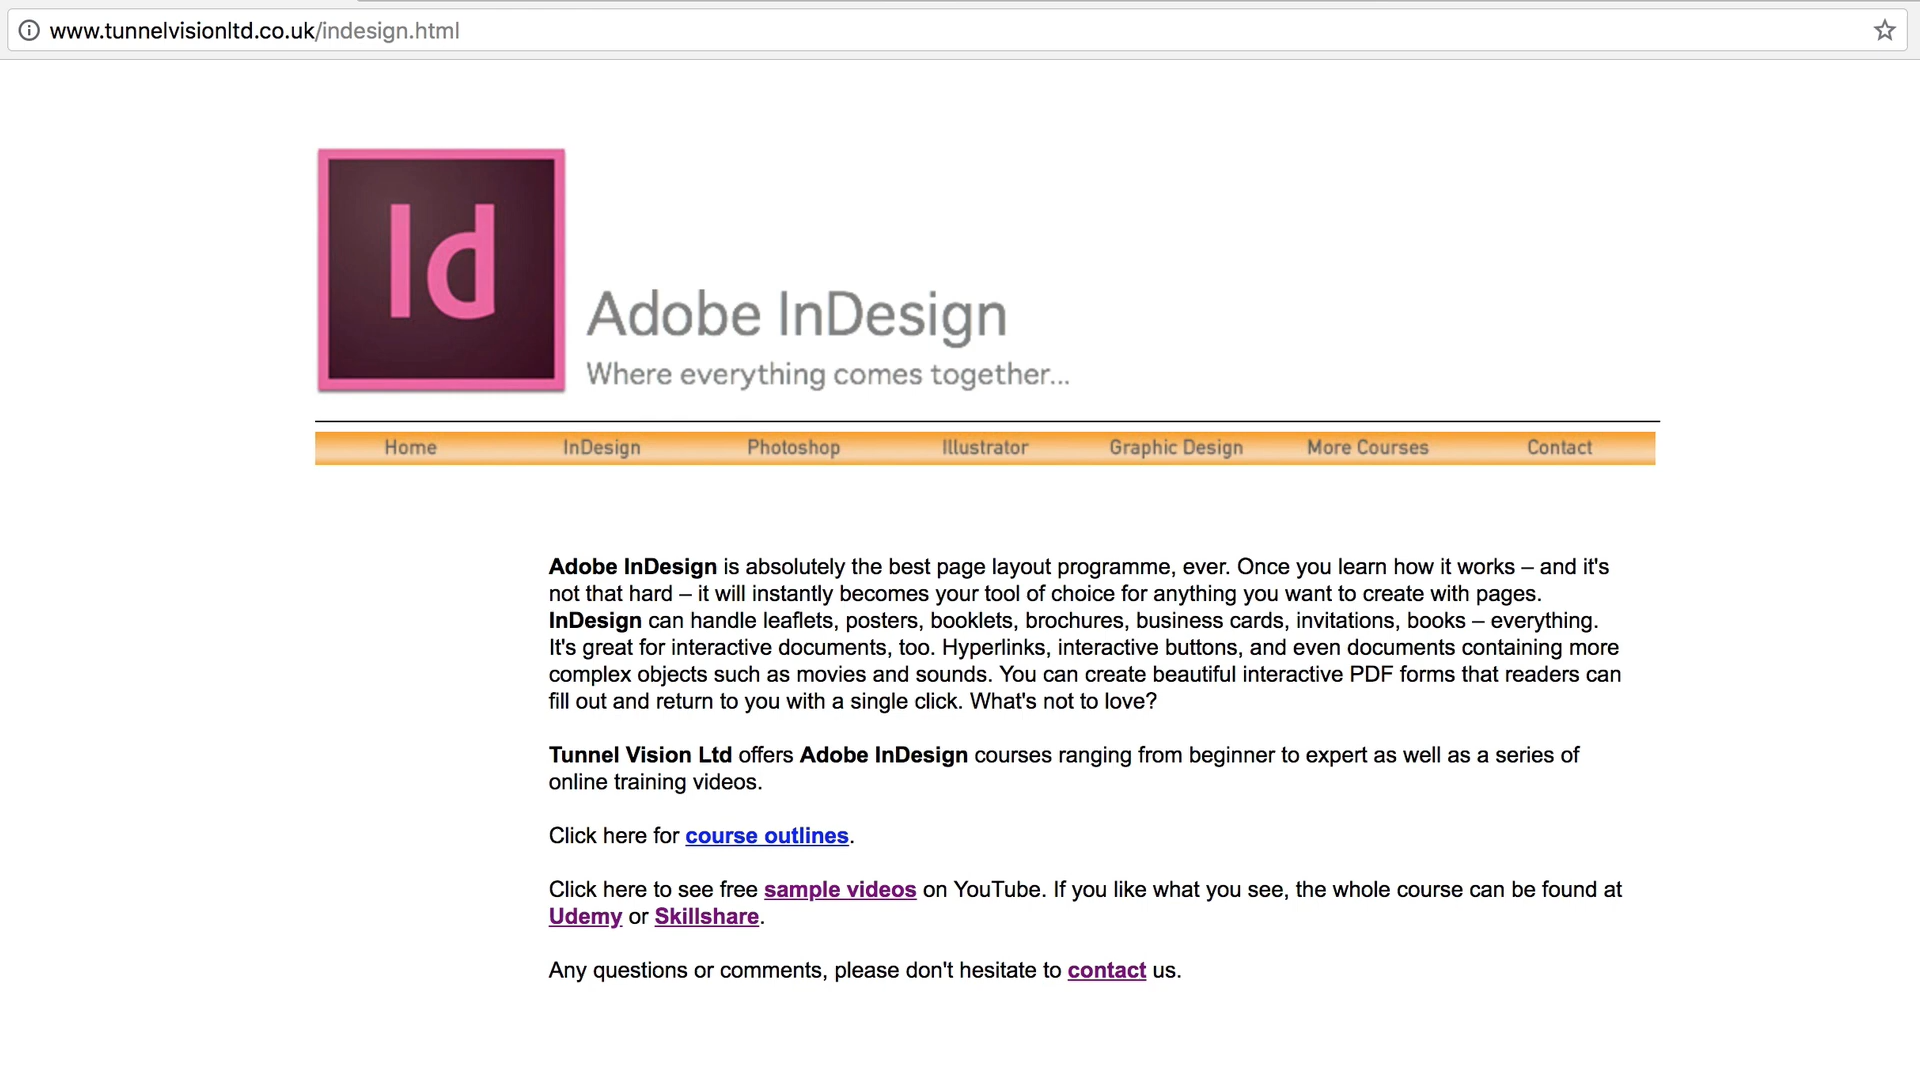 www.tunnelvisionltd.co.uk/indesign.html
Id
Adobe InDesign
Where everything comes together...
Home InDesign Photoshop Illustrator Graphic Design More Courses Contact
Adobe InDesign is absolutely the best page layout programme, ever. Once you learn how it works – and it's
not that hard – it will instantly becomes your tool of choice for anything you want to create with pages.
InDesign can handle leaflets, posters, booklets, brochures, business cards, invitations, books – everything.
It's great for interactive documents, too. Hyperlinks, interactive buttons, and even documents containing more
complex objects such as movies and sounds. You can create beautiful interactive PDF forms that readers can
fill out and return to you with a single click. What's not to love?
Tunnel Vision Ltd offers Adobe InDesign courses ranging from beginner to expert as well as a series of
online training videos.
Click here for course outlines.
Click here to see free sample videos on YouTube. If you like what you see, the whole course can be found at
Udemy or Skillshare.
Any questions or comments, please don't hesitate to contact us.